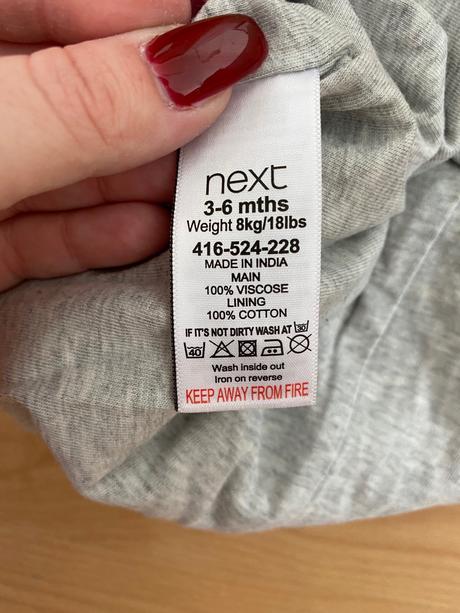 next
3-6 mths
Weight 8kg/18lbs
416-524-228
MADE IN INDIA
MAIN
100% VISCOSE
LINING
100% COTTON
IF IT'S NOT DIRTY WASH AT 30
40
Wash inside out
Iron on reverse
KEEP AWAY FROM FIRE